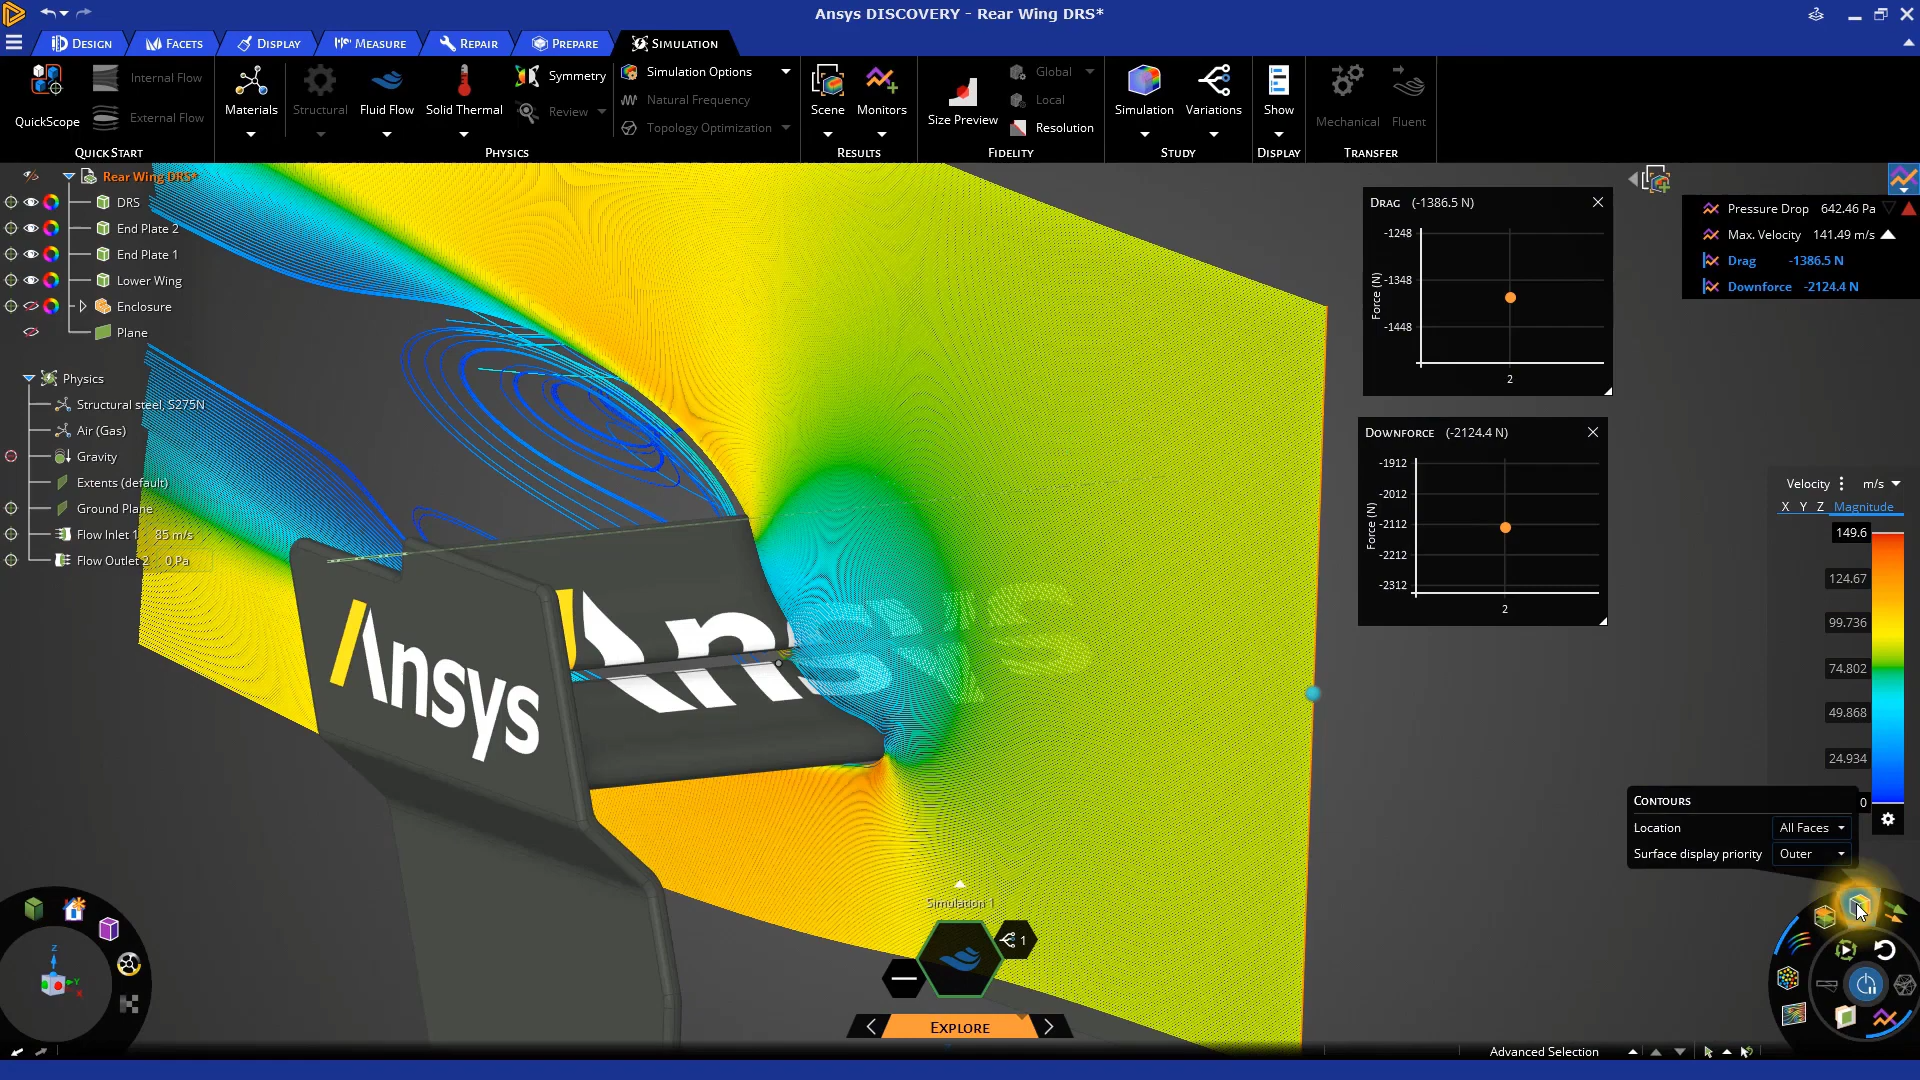 Ansys DISCOVERY - Rear Wing DRS*
DESIGN
FACETS
DISPLAY
MEASURE
REPAIR
PREPARE
SIMULATION
QuickScope
Internal Flow
External Flow
QUICK START
Materials
Structural
Fluid Flow
Solid Thermal
Symmetry
Review
Simulation Options
Natural Frequency
Topology Optimization
PHYSICS
Scene
Monitors
RESULTS
Size Preview
Global
Local
Resolution
FIDELITY
Simulation
Variations
STUDY
Show
DISPLAY
Mechanical
Fluent
TRANSFER
Rear Wing DRS*
DRS
End Plate 2
End Plate 1
Lower Wing
Enclosure
Plane
Physics
Structural steel, S275N
Air (Gas)
Gravity
Extents (default)
Ground Plane
Flow Inlet 1 85 m/s
Flow Outlet 2 0 Pa
DRAG (-1386.5 N)
Force (N)
-1248
-1348
-1448
2
DOWNFORCE (-2124.4 N)
Force (N)
-1912
-2012
-2112
-2212
-2312
2
Pressure Drop 642.46 Pa
Max. Velocity 141.49 m/s
Drag -1386.5 N
Downforce -2124.4 N
Velocity m/s
X Y Z Magnitude
149.6
124.67
99.736
74.802
49.868
24.934
0
CONTOURS
Location All Faces
Surface display priority Outer
Ansys
Ansys
Simulation 1
1
EXPLORE
Z
Y
X
Advanced Selection